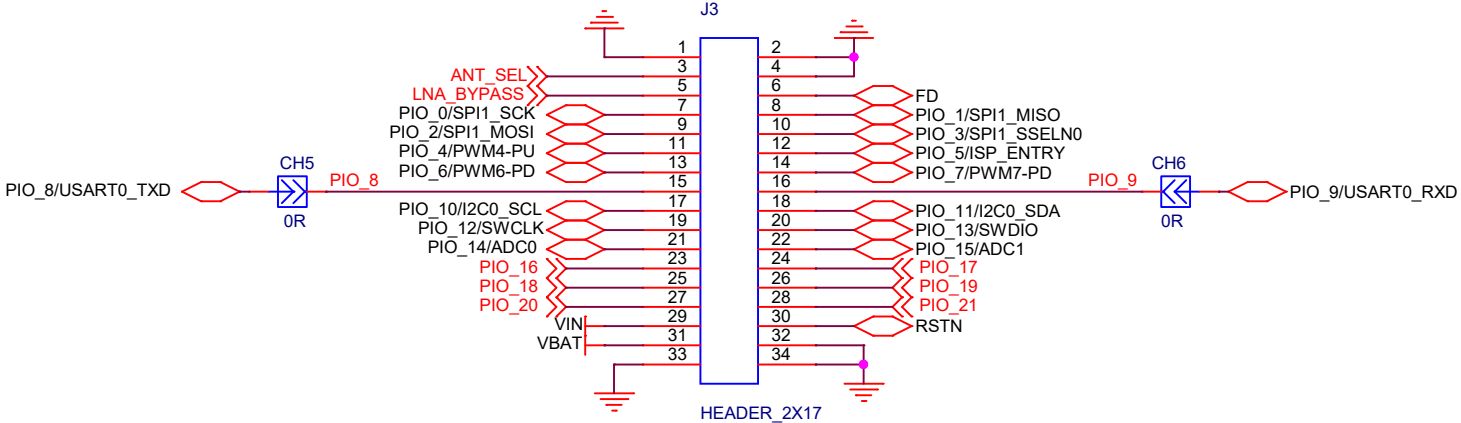 J3
1 2
ANT_SEL 3 4
LNA_BYPASS 5 6 FD
PIO_0/SPI1_SCK 7 8 PIO_1/SPI1_MISO
PIO_2/SPI1_MOSI 9 10 PIO_3/SPI1_SSELN0
PIO_4/PWM4-PU 11 12 PIO_5/ISP_ENTRY
CH5 PIO_6/PWM6-PD 13 14 PIO_7/PWM7-PD CH6
PIO_8/USART0_TXD PIO_8 15 16 PIO_9 PIO_9/USART0_RXD
0R PIO_10/I2C0_SCL 17 18 PIO_11/I2C0_SDA 0R
PIO_12/SWCLK 19 20 PIO_13/SWDIO
PIO_14/ADC0 21 22 PIO_15/ADC1
PIO_16 23 24 PIO_17
PIO_18 25 26 PIO_19
PIO_20 27 28 PIO_21
VIN 29 30 RSTN
VBAT 31 32
33 34
HEADER_2X17